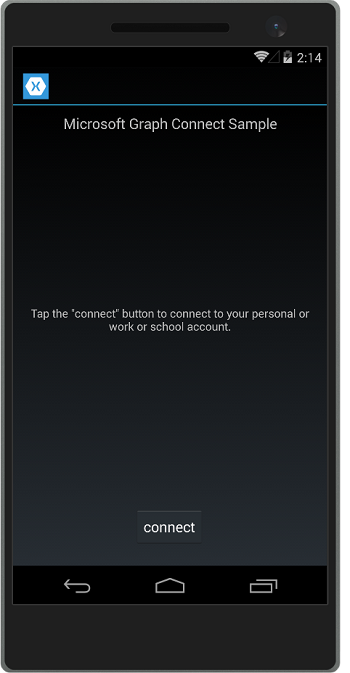 2:14
Microsoft Graph Connect Sample
Tap the "connect" button to connect to your personal or
work or school account.
connect